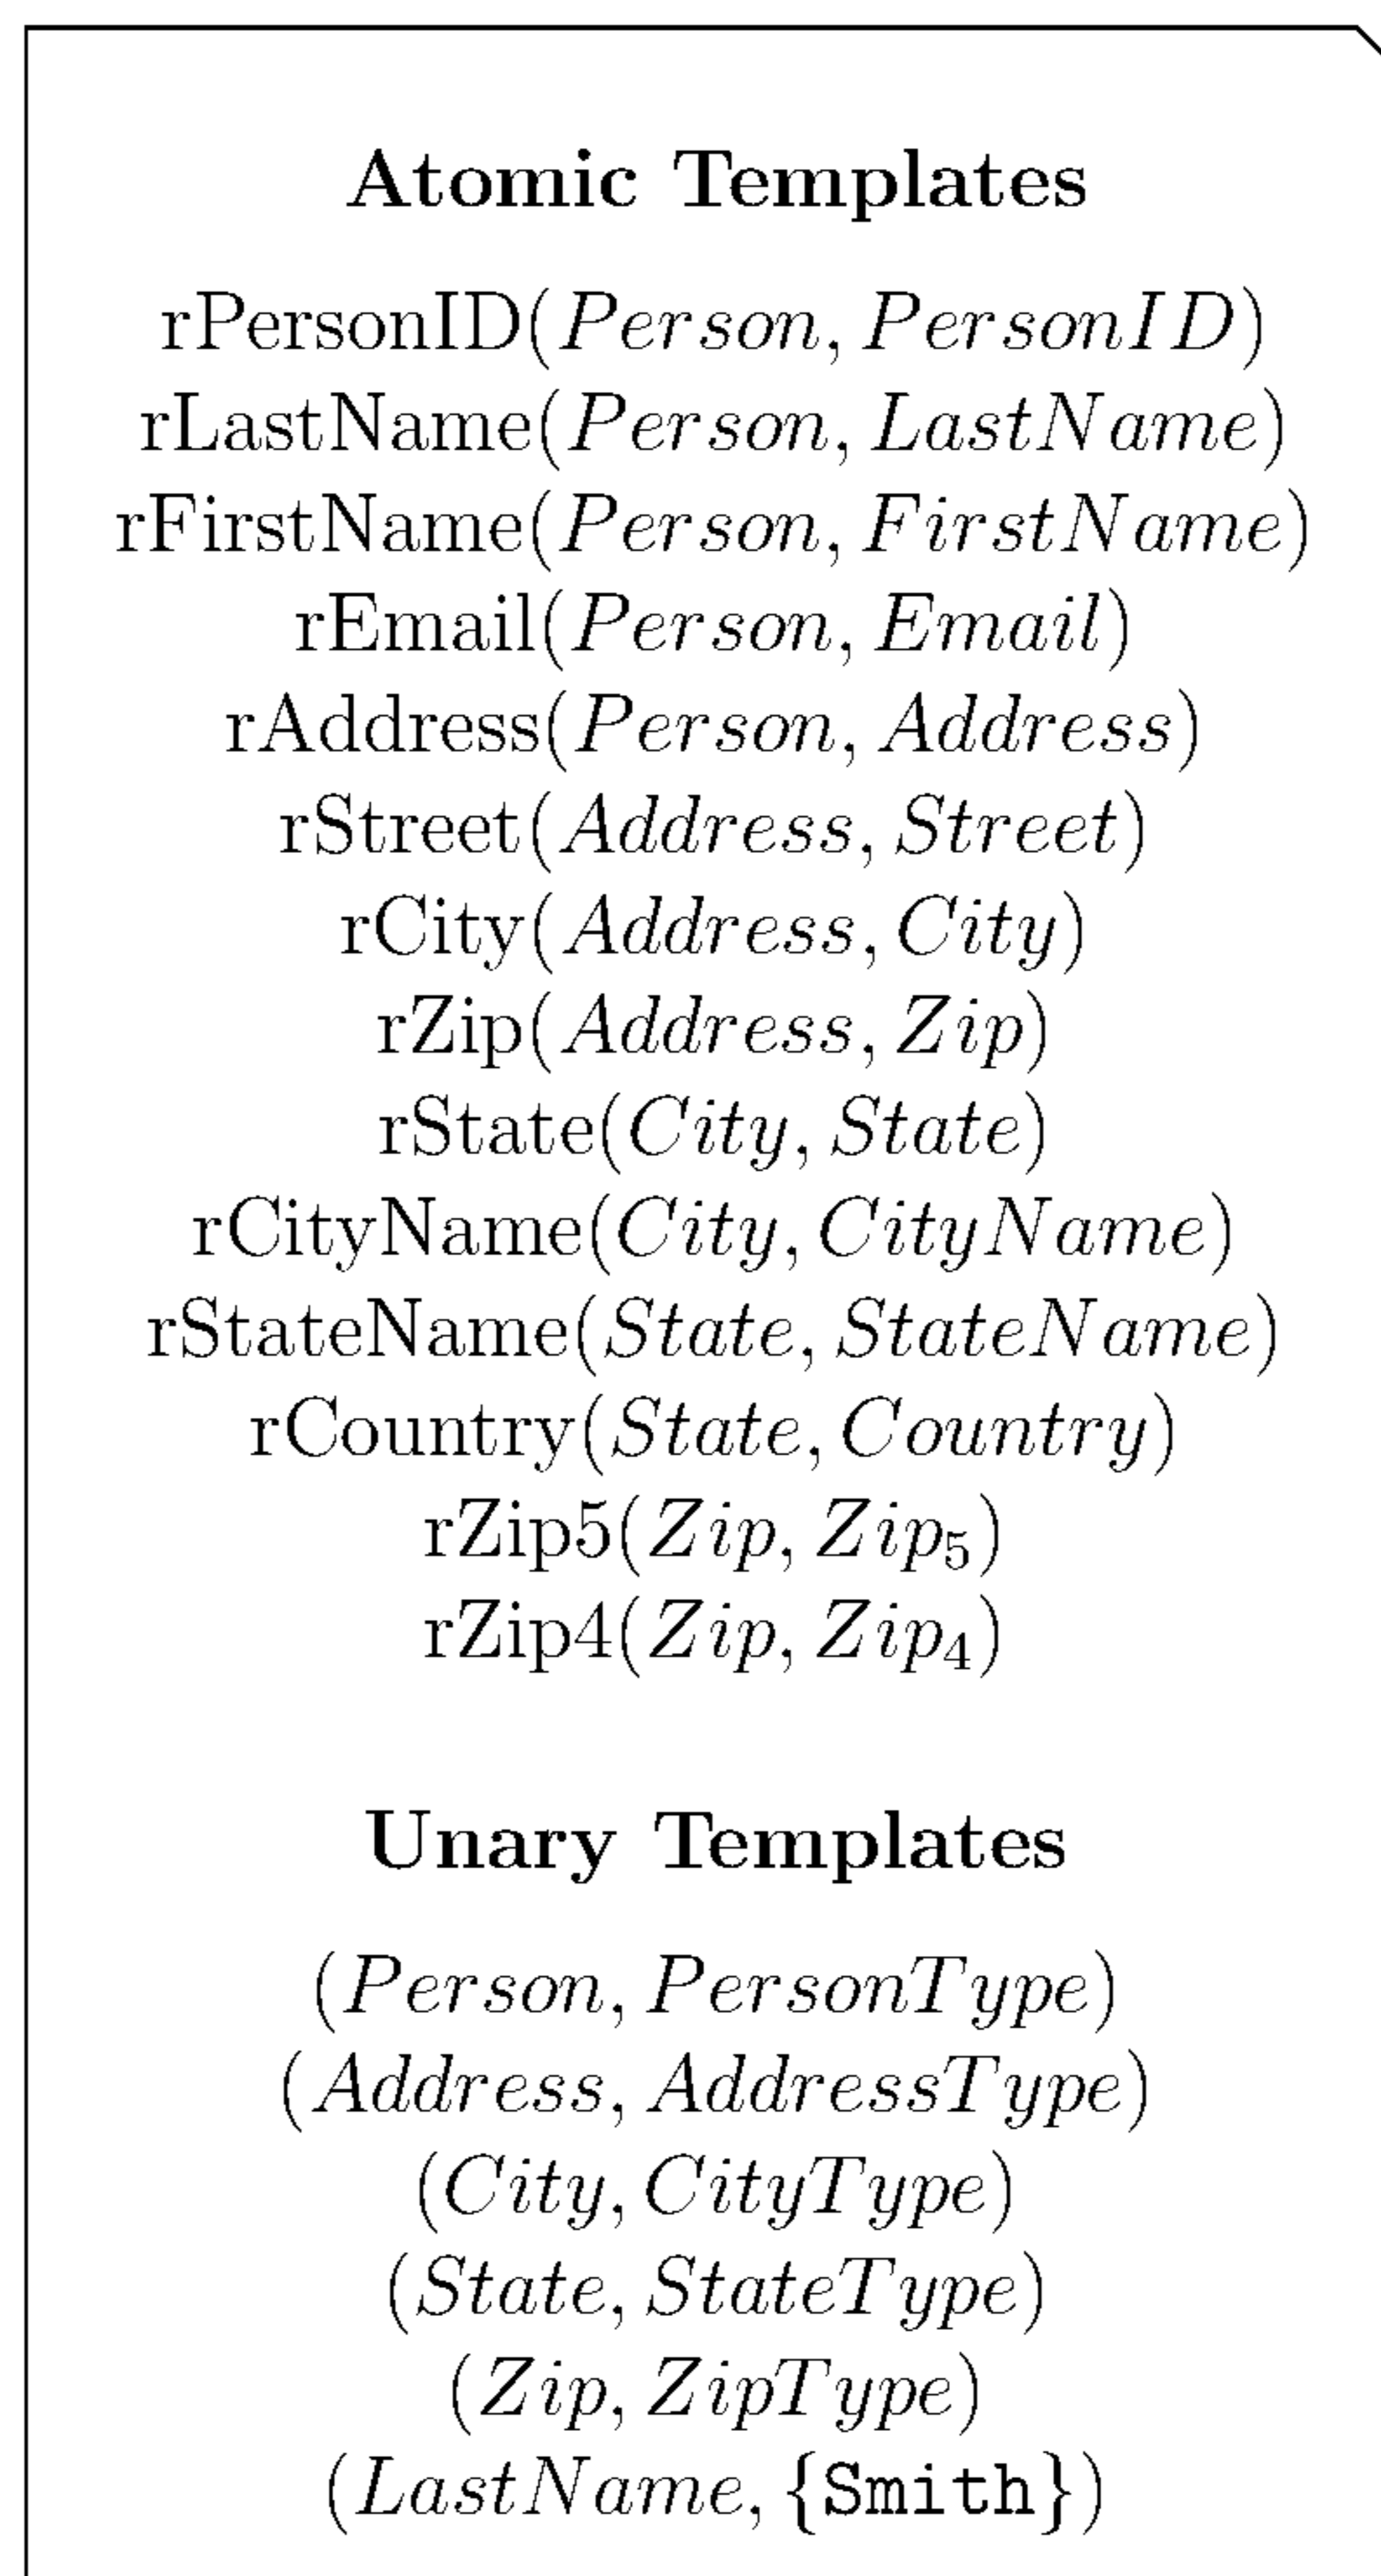 Atomic Templates
rPersonID(Person, PersonID)
rLastName(Person, LastName)
rFirstName(Person, FirstName)
rEmail(Person, Email)
rAddress(Person, Address)
rStreet(Address, Street)
rCity(Address, City)
rZip(Address, Zip)
rState(City, State)
rCityName(City, CityName)
rStateName(State, StateName)
rCountry(State, Country)
rZip5(Zip, Zip₅)
rZip4(Zip, Zip₄)
Unary Templates
(Person, PersonType)
(Address, AddressType)
(City, CityType)
(State, StateType)
(Zip, ZipType)
(LastName, {Smith})